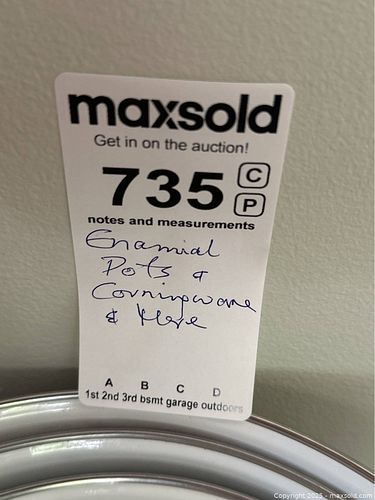 maxsold
Get in on the auction!
735 C
P
notes and measurements
Enamial
Pots &
Corningware
& More
A B C D
1st 2nd 3rd bsmt garage outdoors
Copyright 2025 - maxsold.com